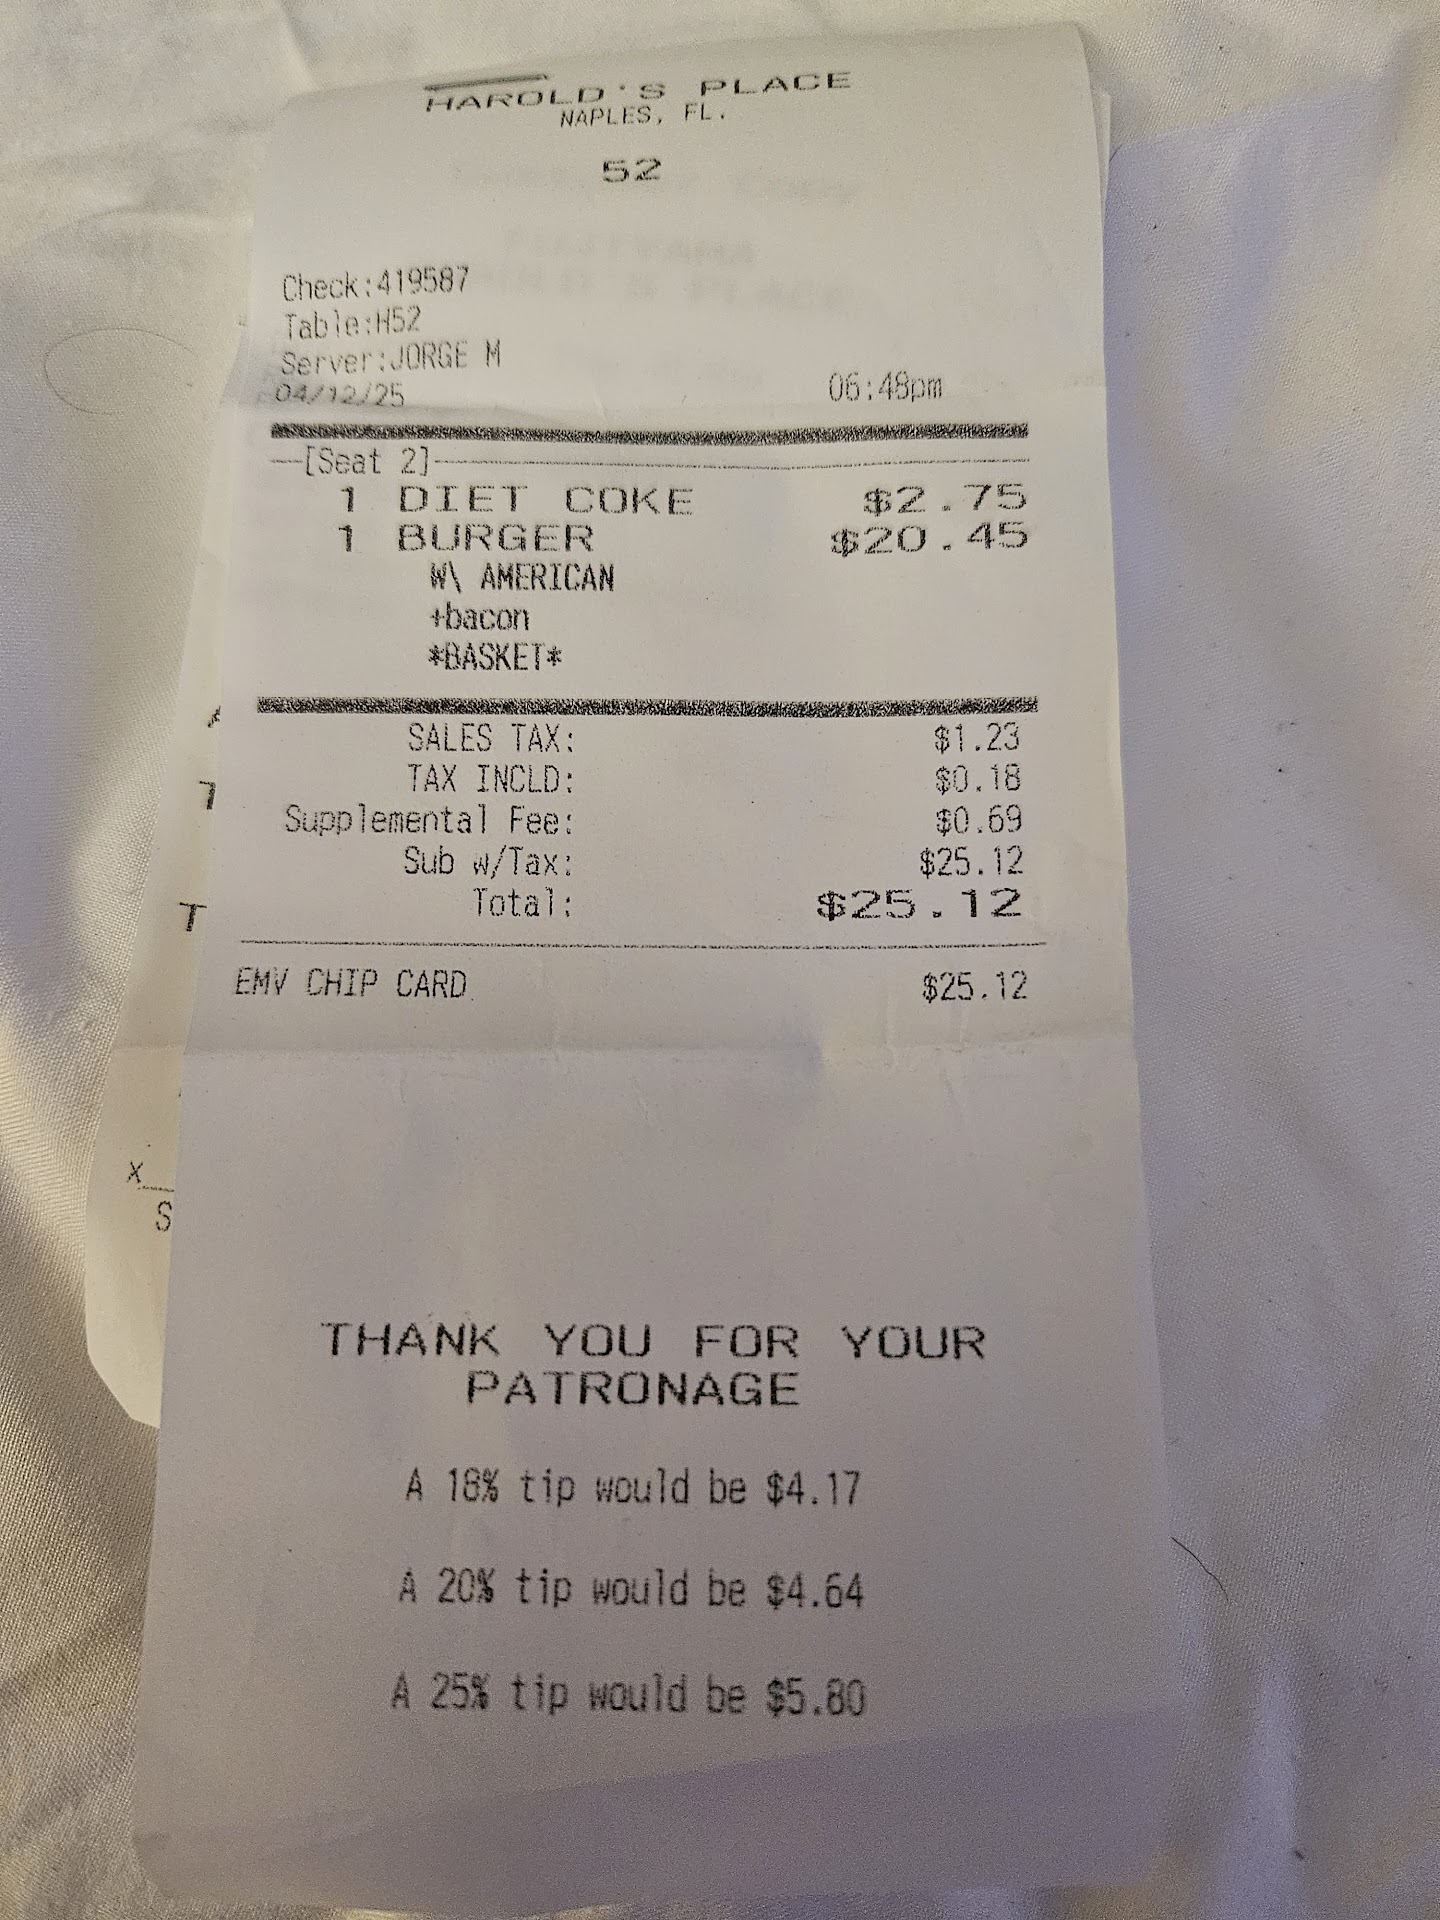 HAROLD'S PLACE
NAPLES, FL.
52
Check:419587
Table:H52
Server:JORGE M
04/12/25 06:48pm
[Seat 2]
1 DIET COKE $2.75
1 BURGER $20.45
W\ AMERICAN
+bacon
*BASKET*
SALES TAX: $1.23
TAX INCLD: $0.18
Supplemental Fee: $0.69
Sub w/Tax: $25.12
T
Total: $25.12
EMV CHIP CARD $25.12
X
S
THANK YOU FOR YOUR
PATRONAGE
A 18% tip would be $4.17
A 20% tip would be $4.64
A 25% tip would be $5.80